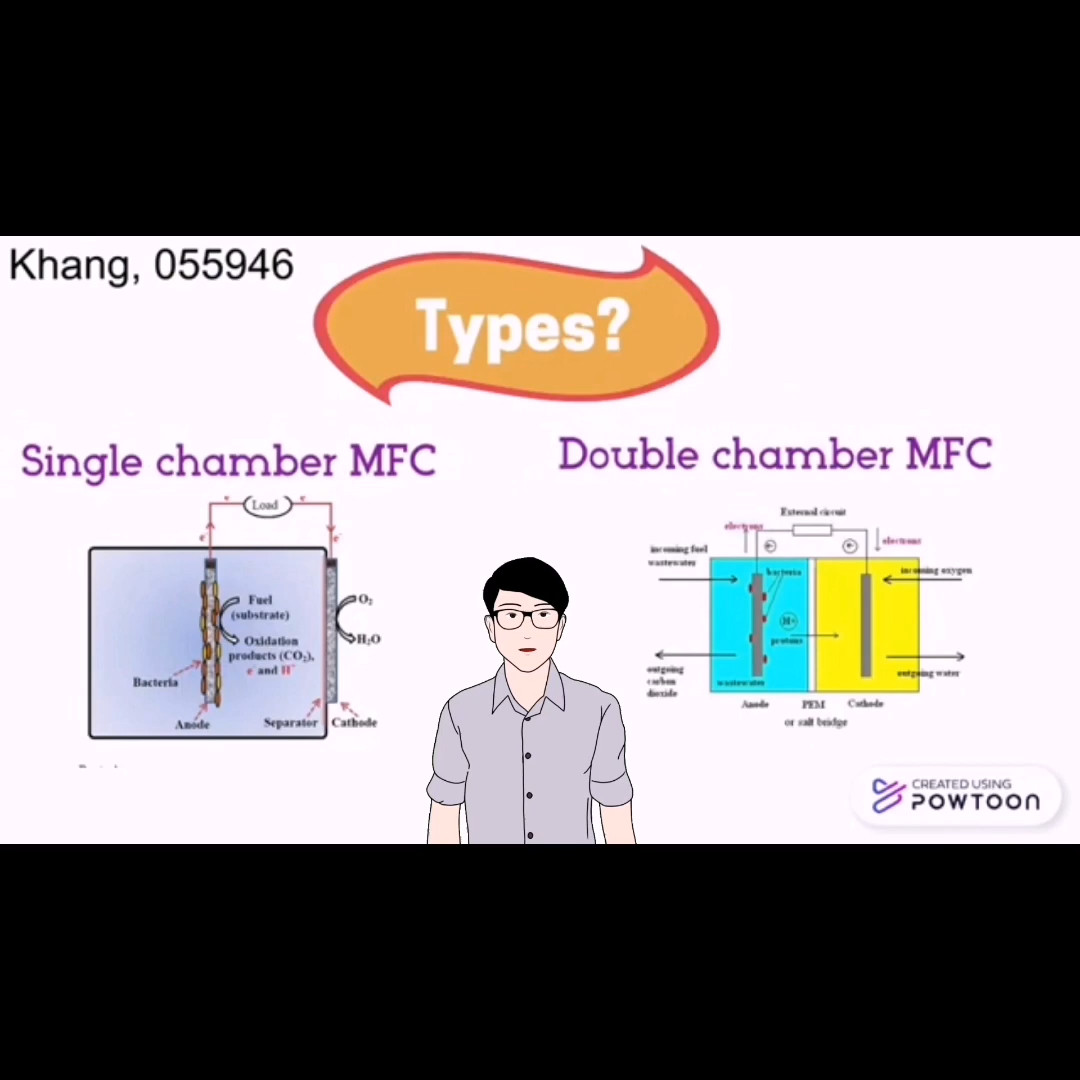 Khang, 055946
Types?
Single chamber MFC
Double chamber MFC
Load
e⁻
e⁻
e⁻
e⁻
Fuel
(substrate)
Oxidation
products (CO₂),
e⁻ and H⁺
Bacteria
Anode
Separator
Cathode
O₂
H₂O
External circuit
electrons
electrons
incoming fuel
wastewater
bacteria
incoming oxygen
H+
protons
outgoing
carbon
dioxide
wastewater
outgoing water
Anode
PEM
Cathode
or salt bridge
CREATED USING
POWTOON